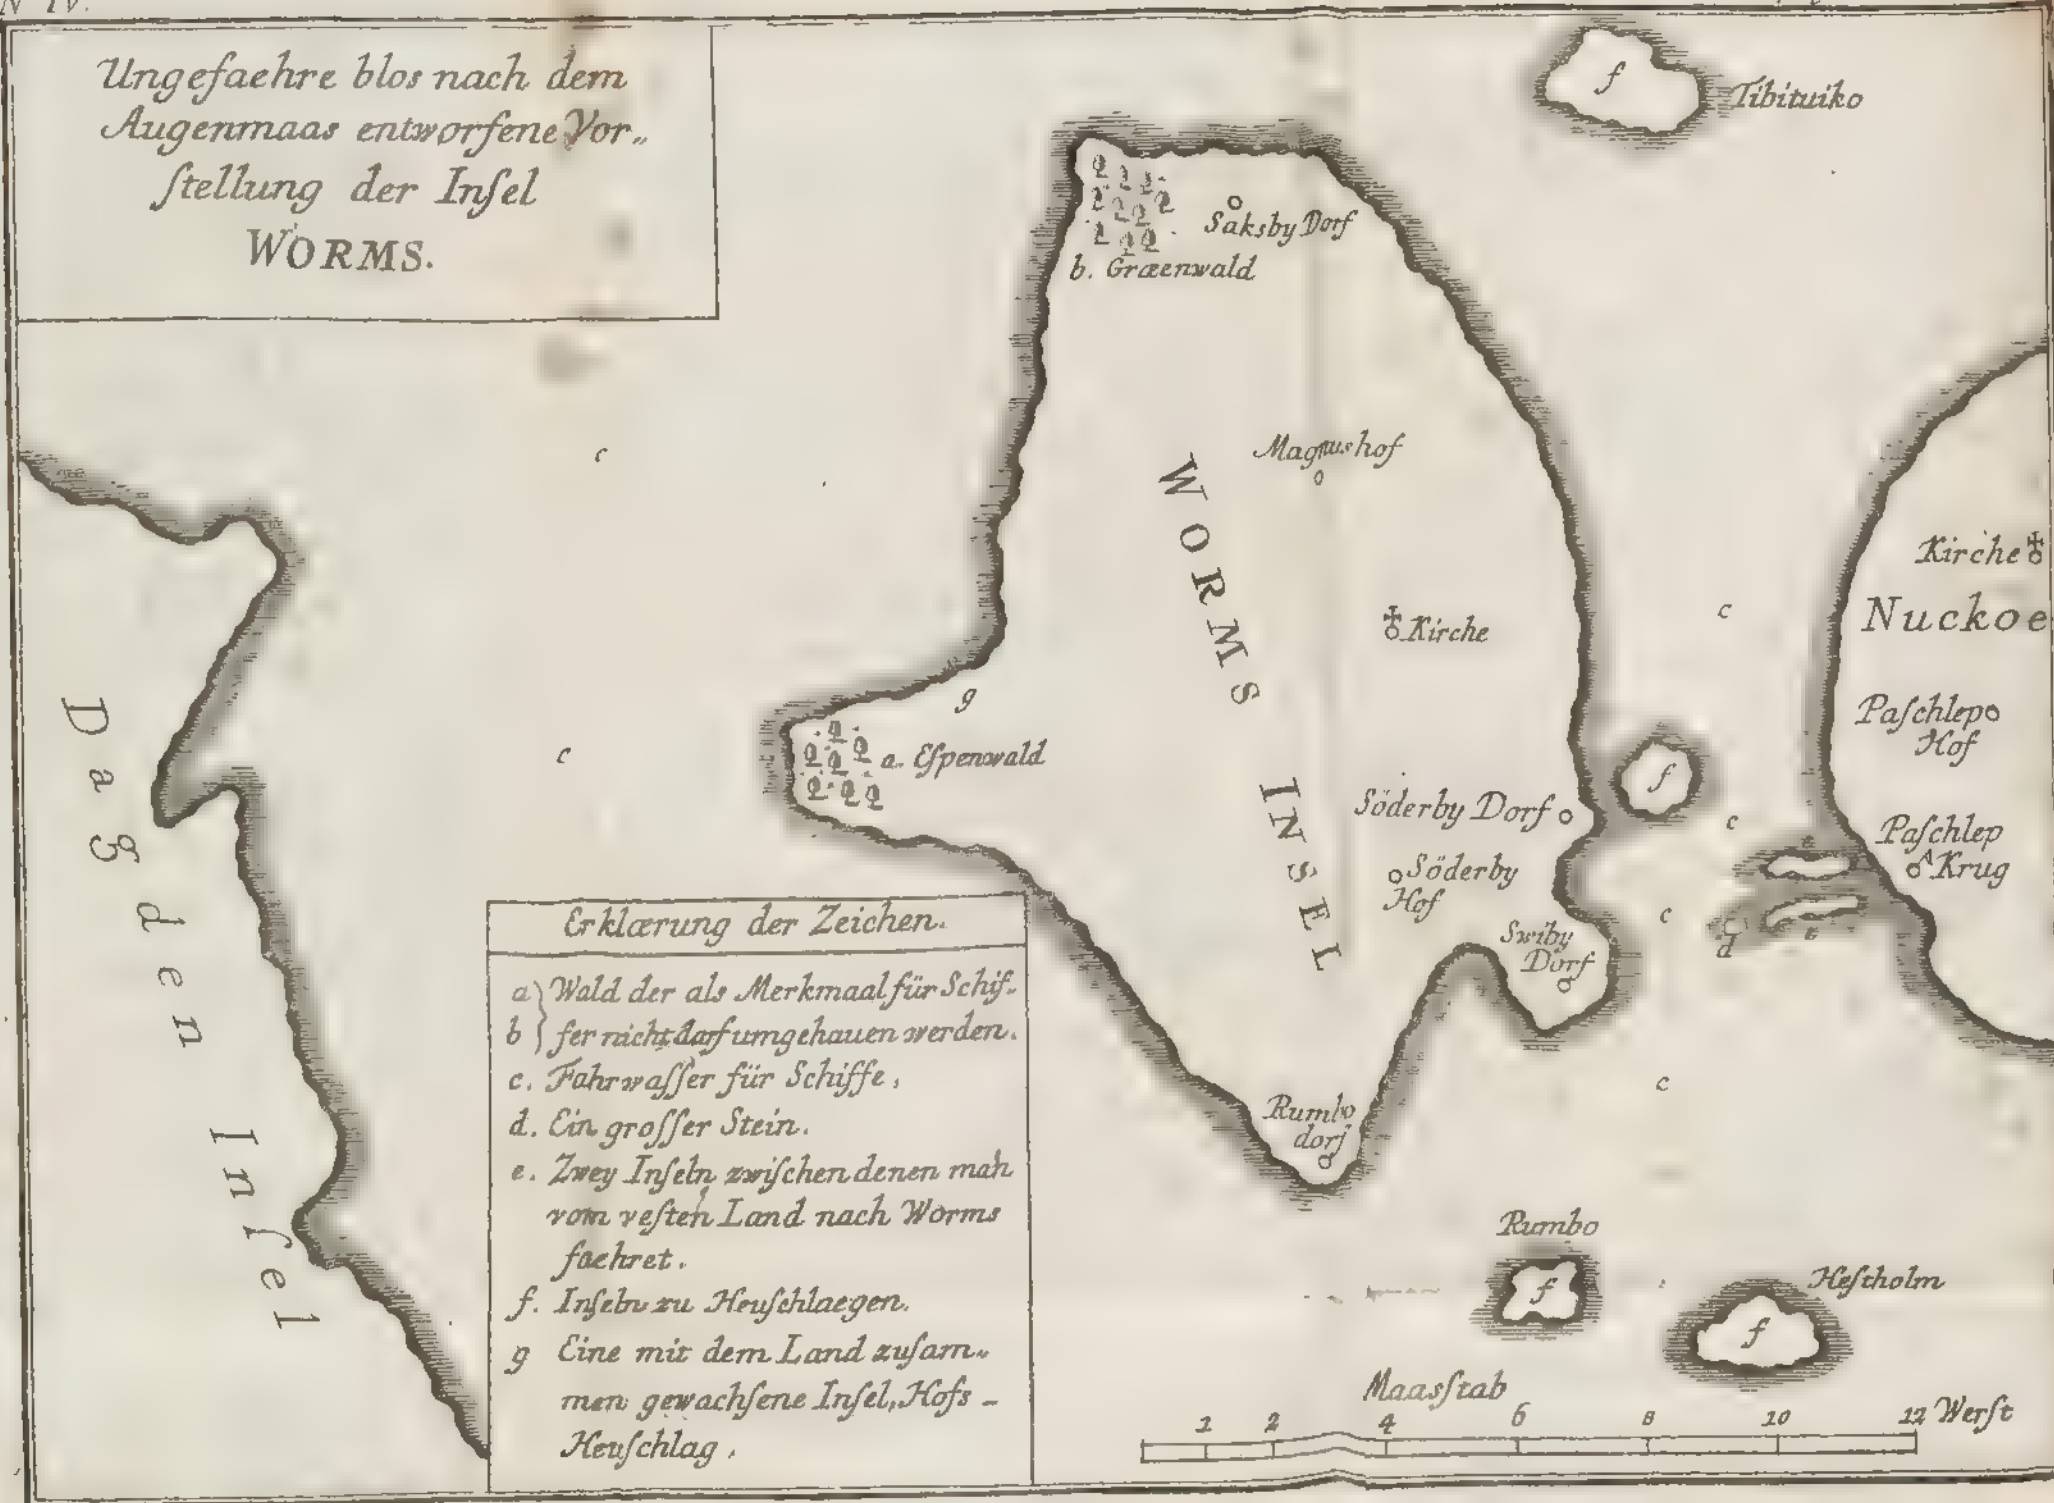 N IV.
Ungefaehre blos nach dem
Augenmaas entworfene Vor„
ſtellung der Inſel
WORMS.
f
Tibituiko
Saksby Dorf
b. Græenwald
c
Magnushof
WORMS INSEL
Kirche
Kirche
Nuckoe
c
g
a. Eſpenwald
c
Paſchlep
Hof
f
Söderby Dorf
c
e
Paſchlep
Krug
Söderby
Hof
c
e
d
Swiby
Dorf
Dagden Inſel
c
Rumbo
dorf
Rumbo
f
Heſtholm
f
Erklærung der Zeichen.
a) Wald der als Merkmaal für Schif-
b) fer nicht darf umgehauen werden.
c. Fahrwaſſer für Schiffe,
d. Ein groſſer Stein.
e. Zwey Inſeln zwiſchen denen man
vom veſten Land nach Worms
faehret.
f. Inſeln zu Heuſchlaegen.
g Eine mit dem Land zuſam„
men gewachſene Inſel, Hofs -
Heuſchlag.
Maasſtab
1 2 4 6 8 10 12 Werſt